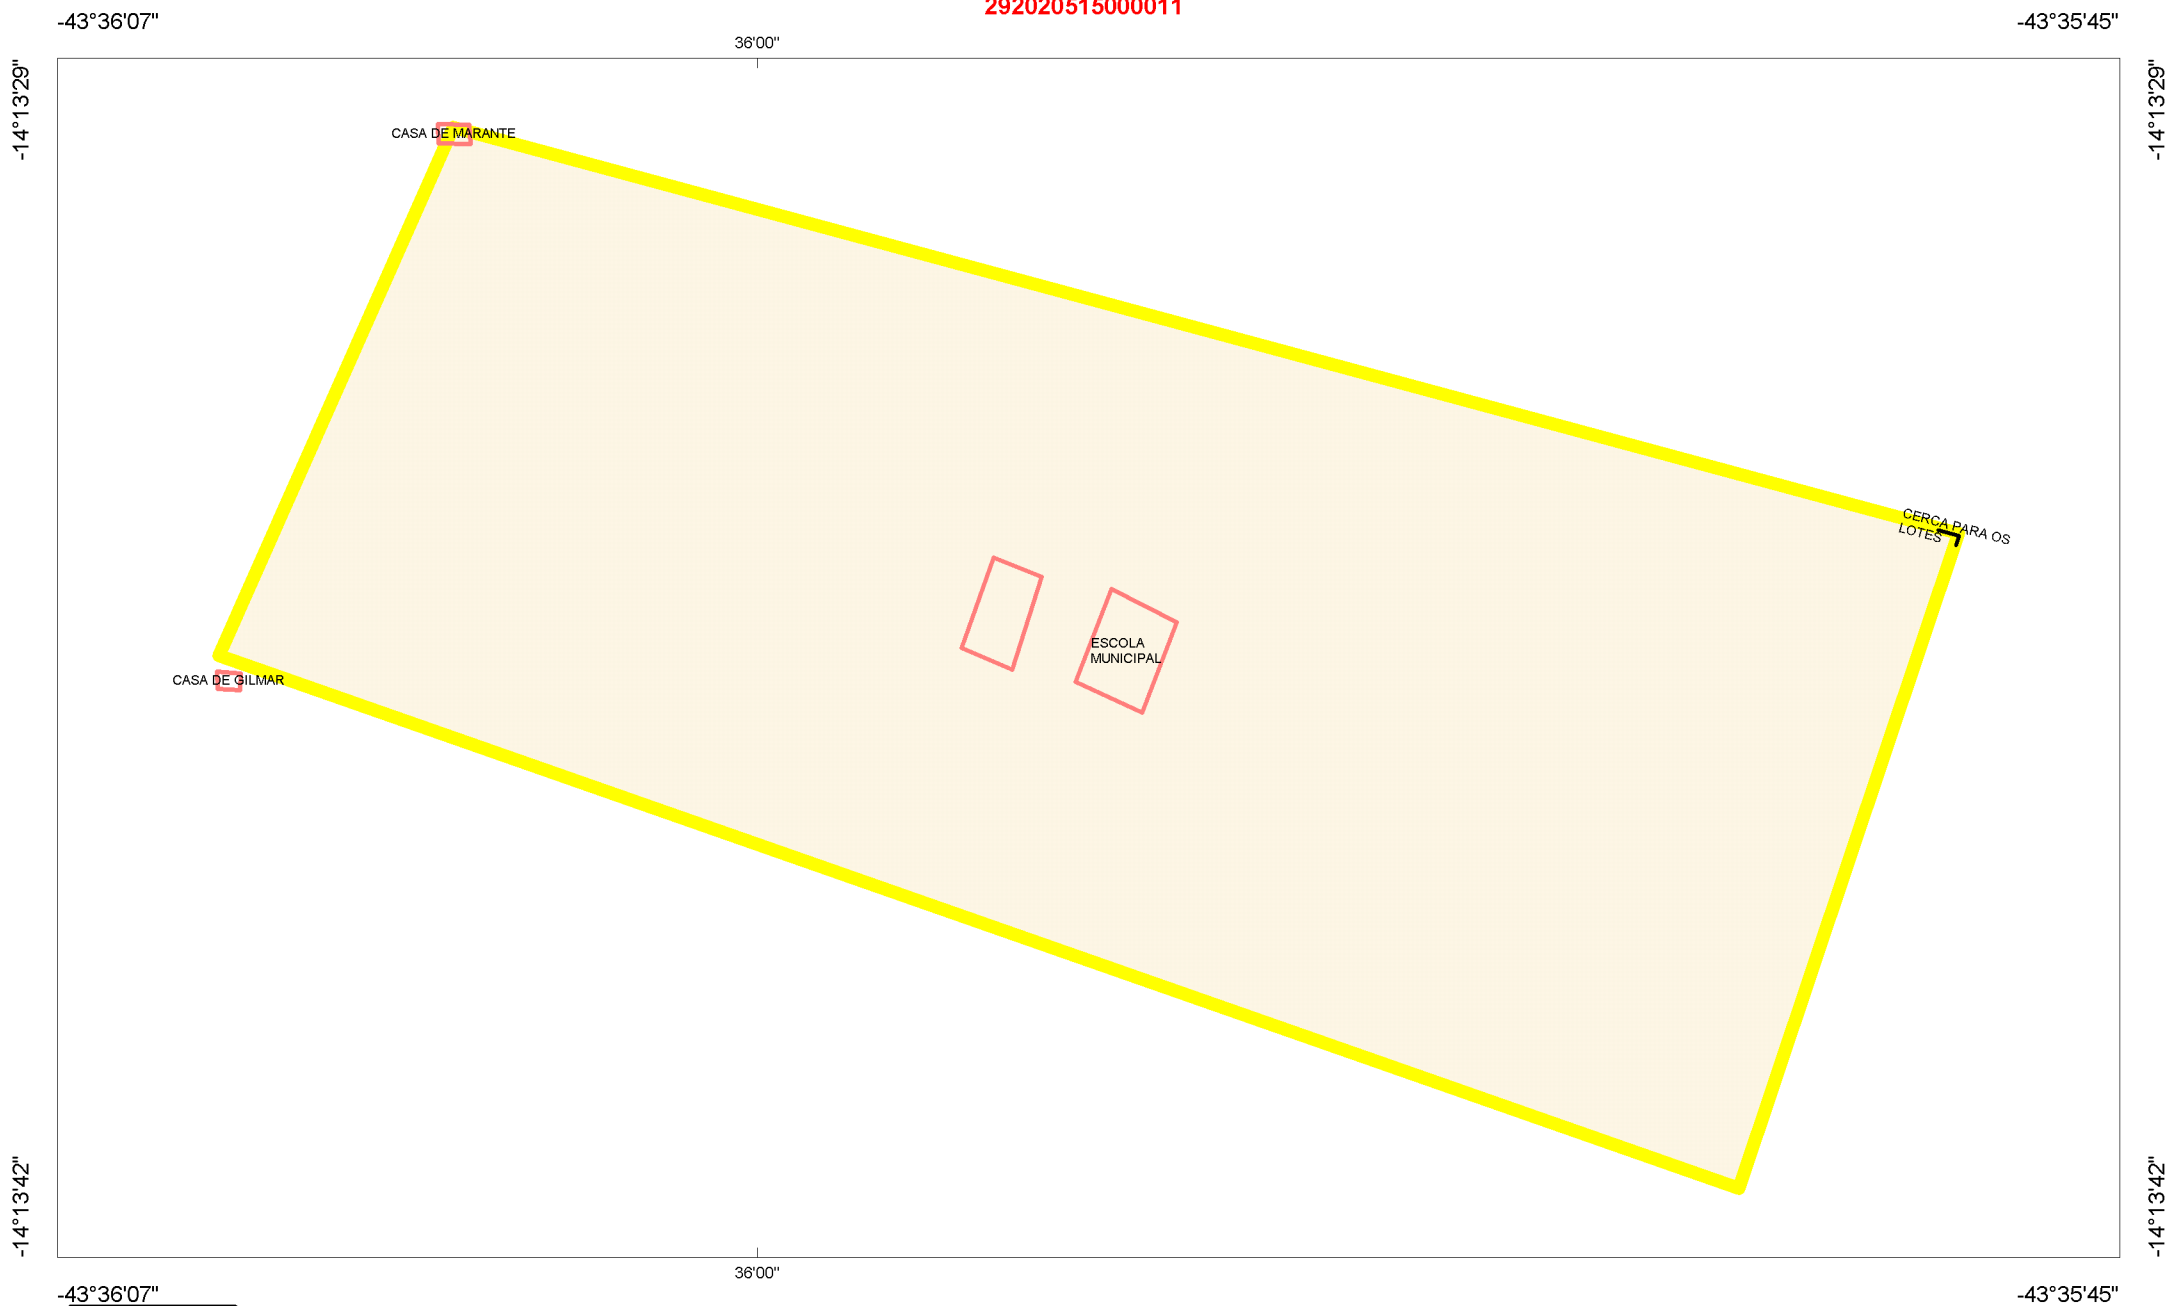 292020515000011
-43°36'07"
-43°35'45"
36'00"
-14°13'29"
-14°13'29"
CASA DE MARANTE
CERCA PARA OS
LOTES
ESCOLA
MUNICIPAL
CASA DE GILMAR
-14°13'42"
-14°13'42"
36'00"
-43°36'07"
-43°35'45"